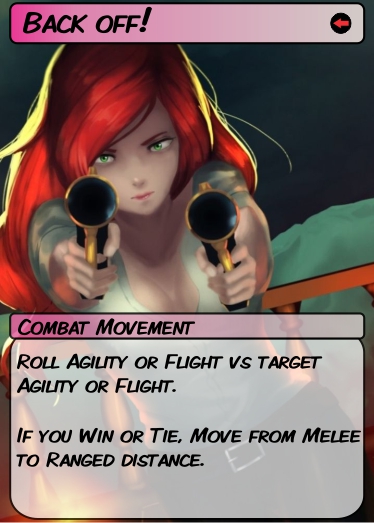 Back off!
Combat Movement
Roll Agility or Flight vs target
Agility or Flight.
If you Win or Tie, Move from Melee
to Ranged distance.